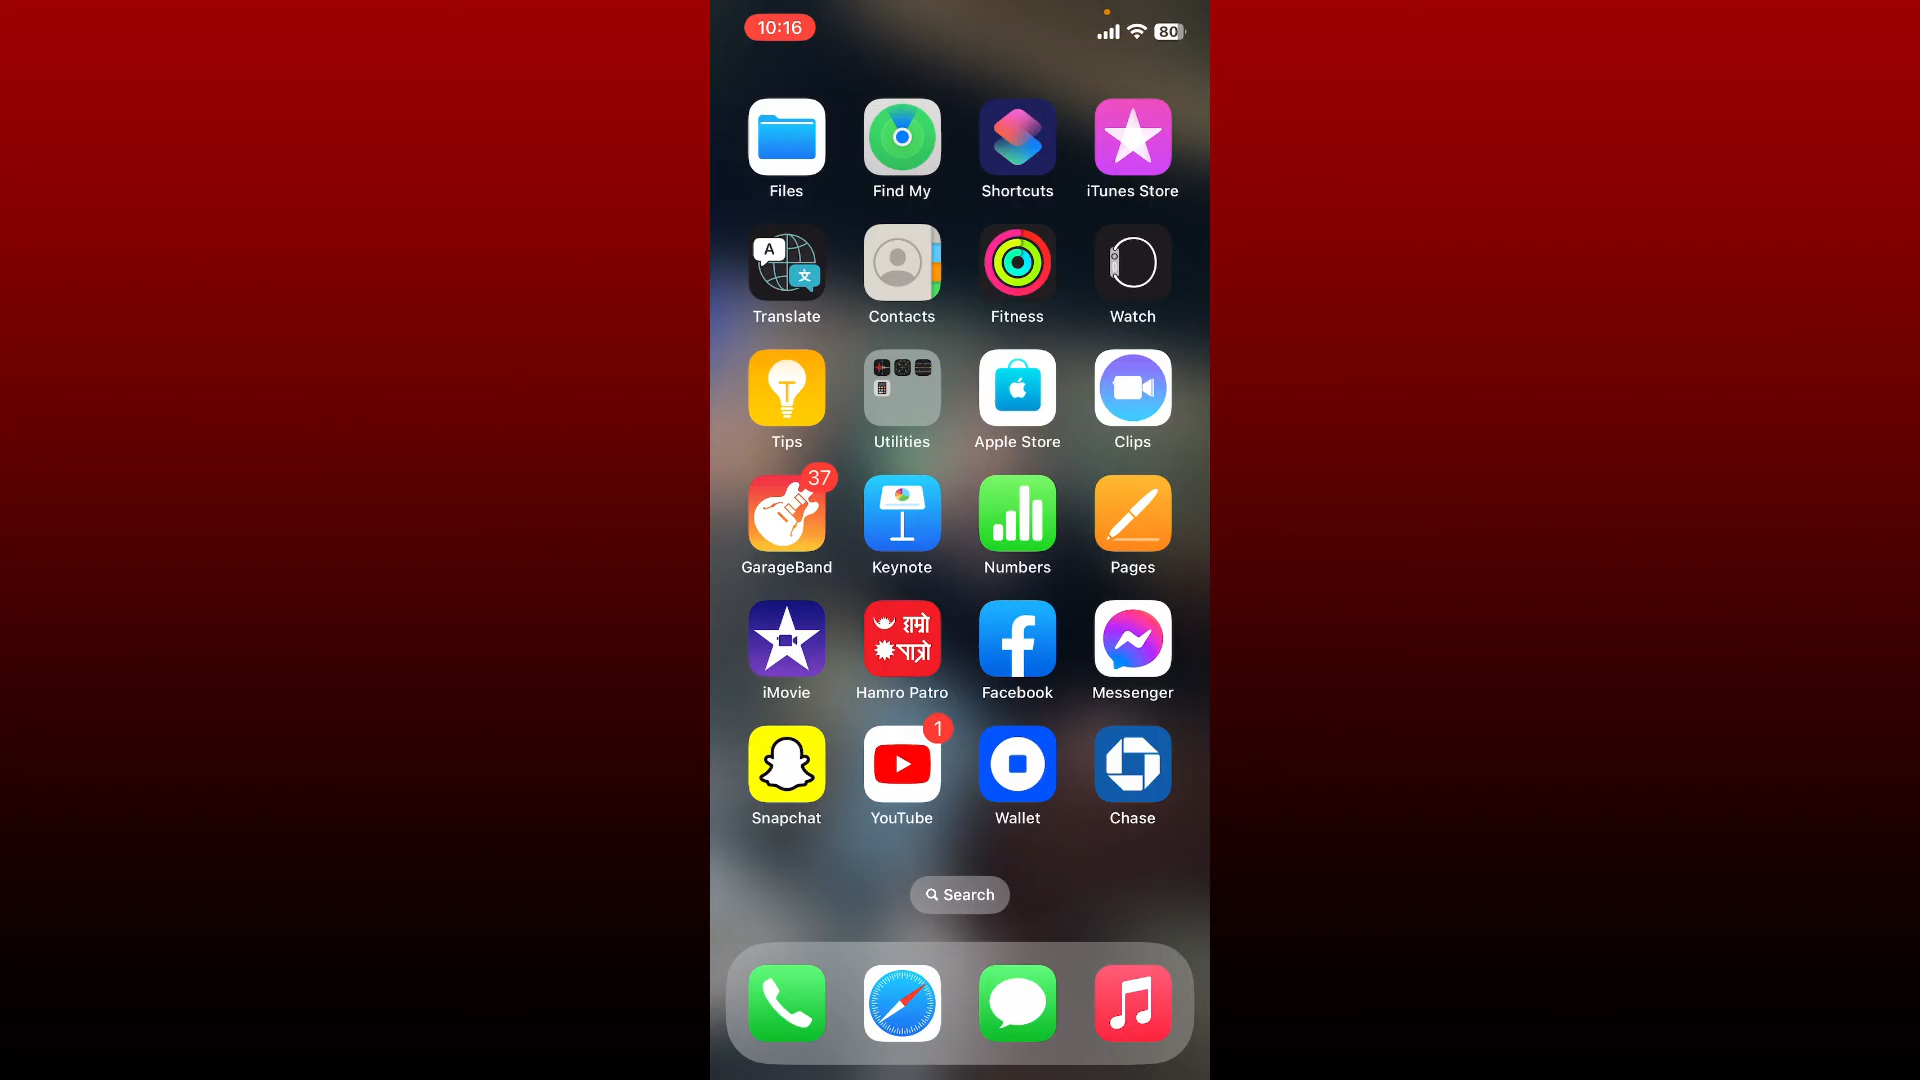 10:16
80
Files Find My Shortcuts iTunes Store
A
文
Translate Contacts Fitness Watch
Tips Utilities Apple Store Clips
37
GarageBand Keynote Numbers Pages
हाम्रो
पात्रो
iMovie Hamro Patro Facebook Messenger
1
Snapchat YouTube Wallet Chase
Search